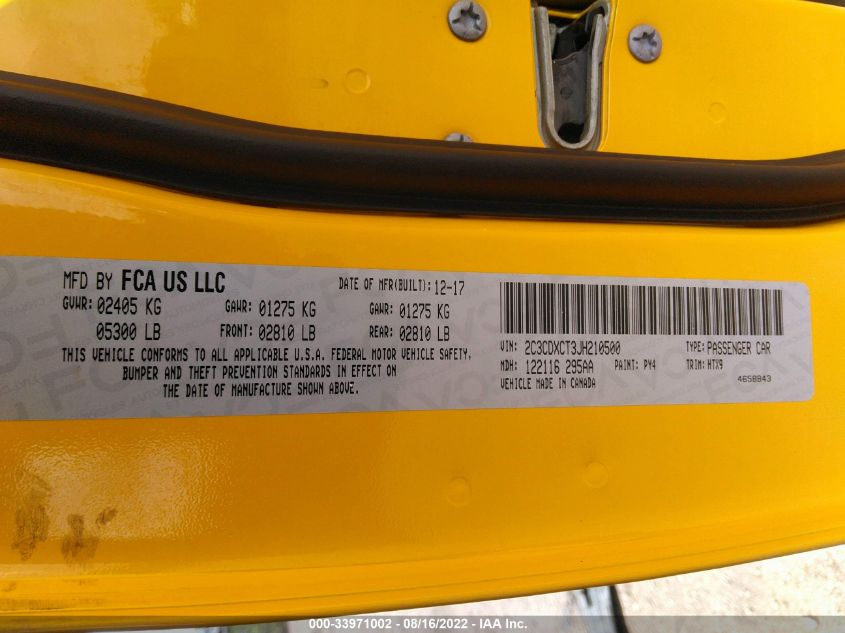 MFD BY FCA US LLC DATE OF MFR(BUILT): 12-17
GVWR: 02405 KG GAWR: 01275 KG GAWR: 01275 KG
05300 LB FRONT: 02810 LB REAR: 02810 LB
THIS VEHICLE CONFORMS TO ALL APPLICABLE U.S.A. FEDERAL MOTOR VEHICLE SAFETY,
BUMPER AND THEFT PREVENTION STANDARDS IN EFFECT ON
THE DATE OF MANUFACTURE SHOWN ABOVE.
VIN: 2C3CDXCT3JH210500 TYPE: PASSENGER CAR
MDH: 122116 295AA PAINT: PY4 TRIM: HTX9
VEHICLE MADE IN CANADA 4658843
000-33971002 - 08/16/2022 - IAA Inc.